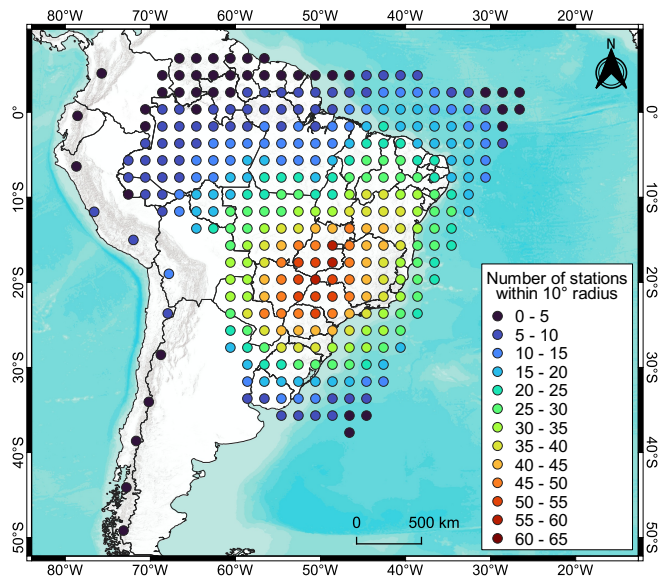 80°W 70°W 60°W 50°W 40°W 30°W 20°W
N
0°
0°
10°S
10°S
20°S
20°S
30°S
30°S
40°S
40°S
50°S
50°S
Number of stations
within 10° radius
0 - 5
5 - 10
10 - 15
15 - 20
20 - 25
25 - 30
30 - 35
35 - 40
40 - 45
45 - 50
50 - 55
55 - 60
60 - 65
0 500 km
80°W 70°W 60°W 50°W 40°W 30°W 20°W